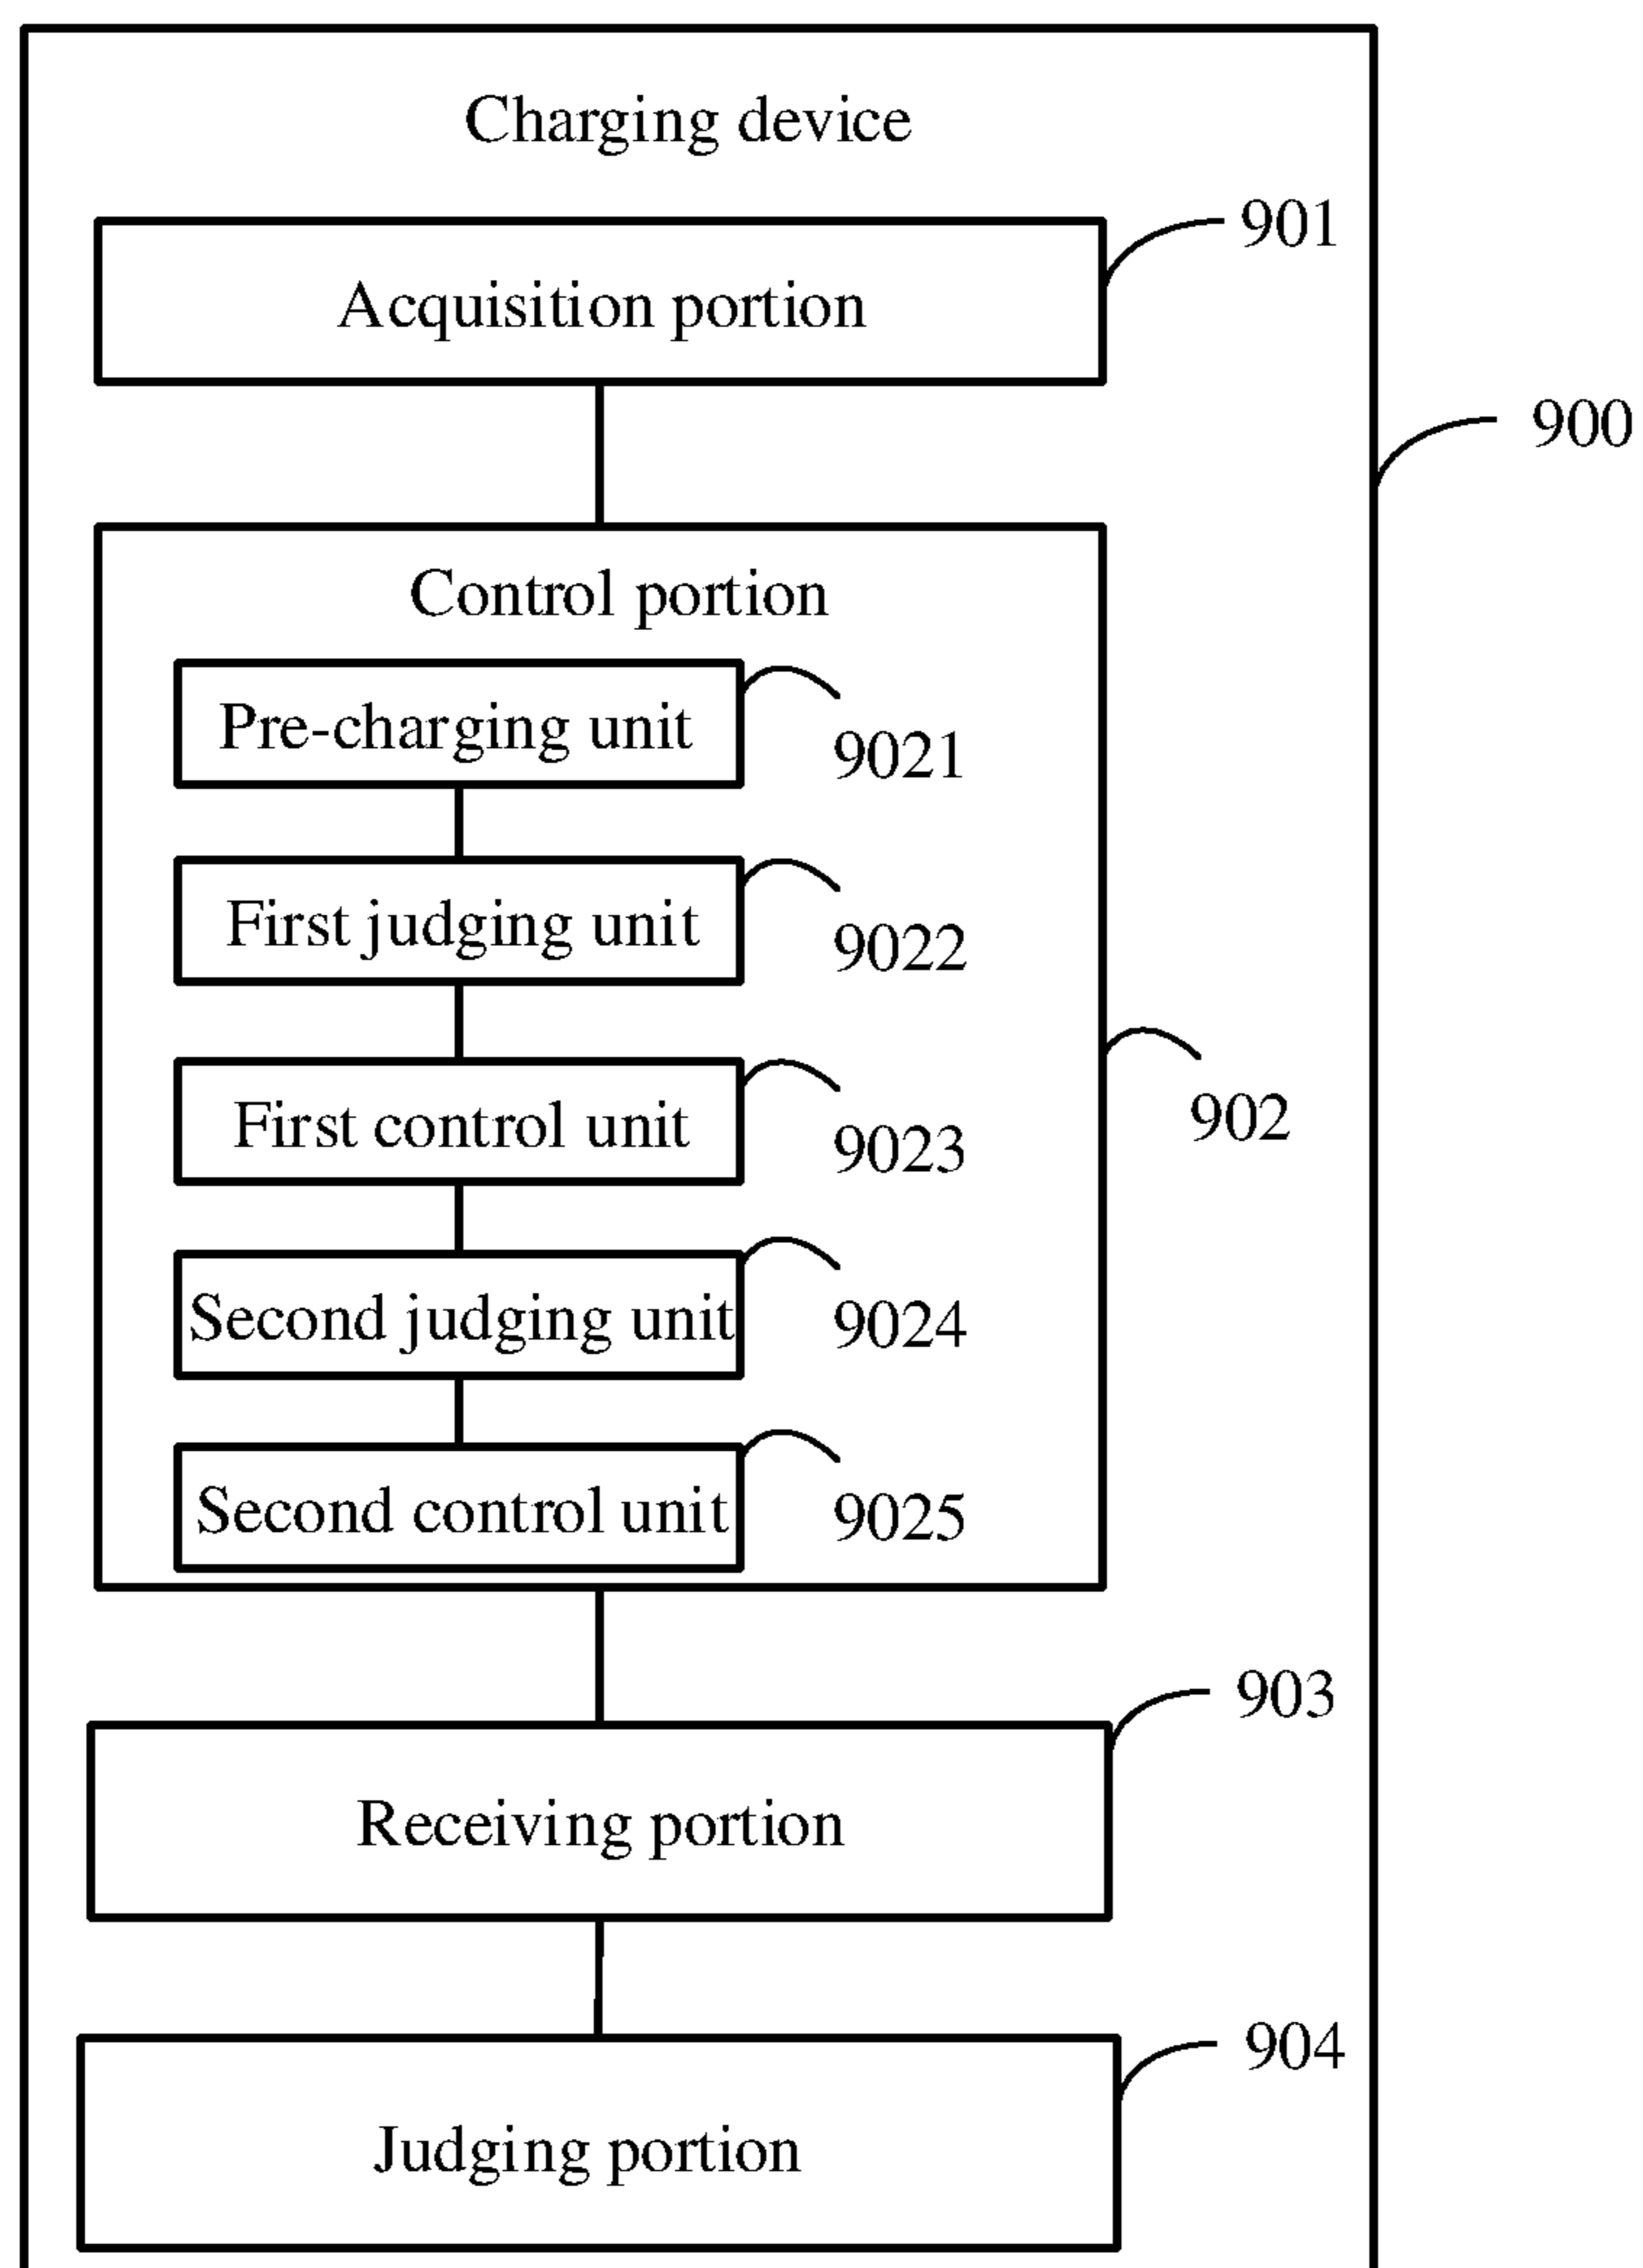 Charging device
901
Acquisition portion
900
Control portion
Pre-charging unit
9021
First judging unit
9022
First control unit
9023
902
Second judging unit
9024
Second control unit
9025
903
Receiving portion
904
Judging portion